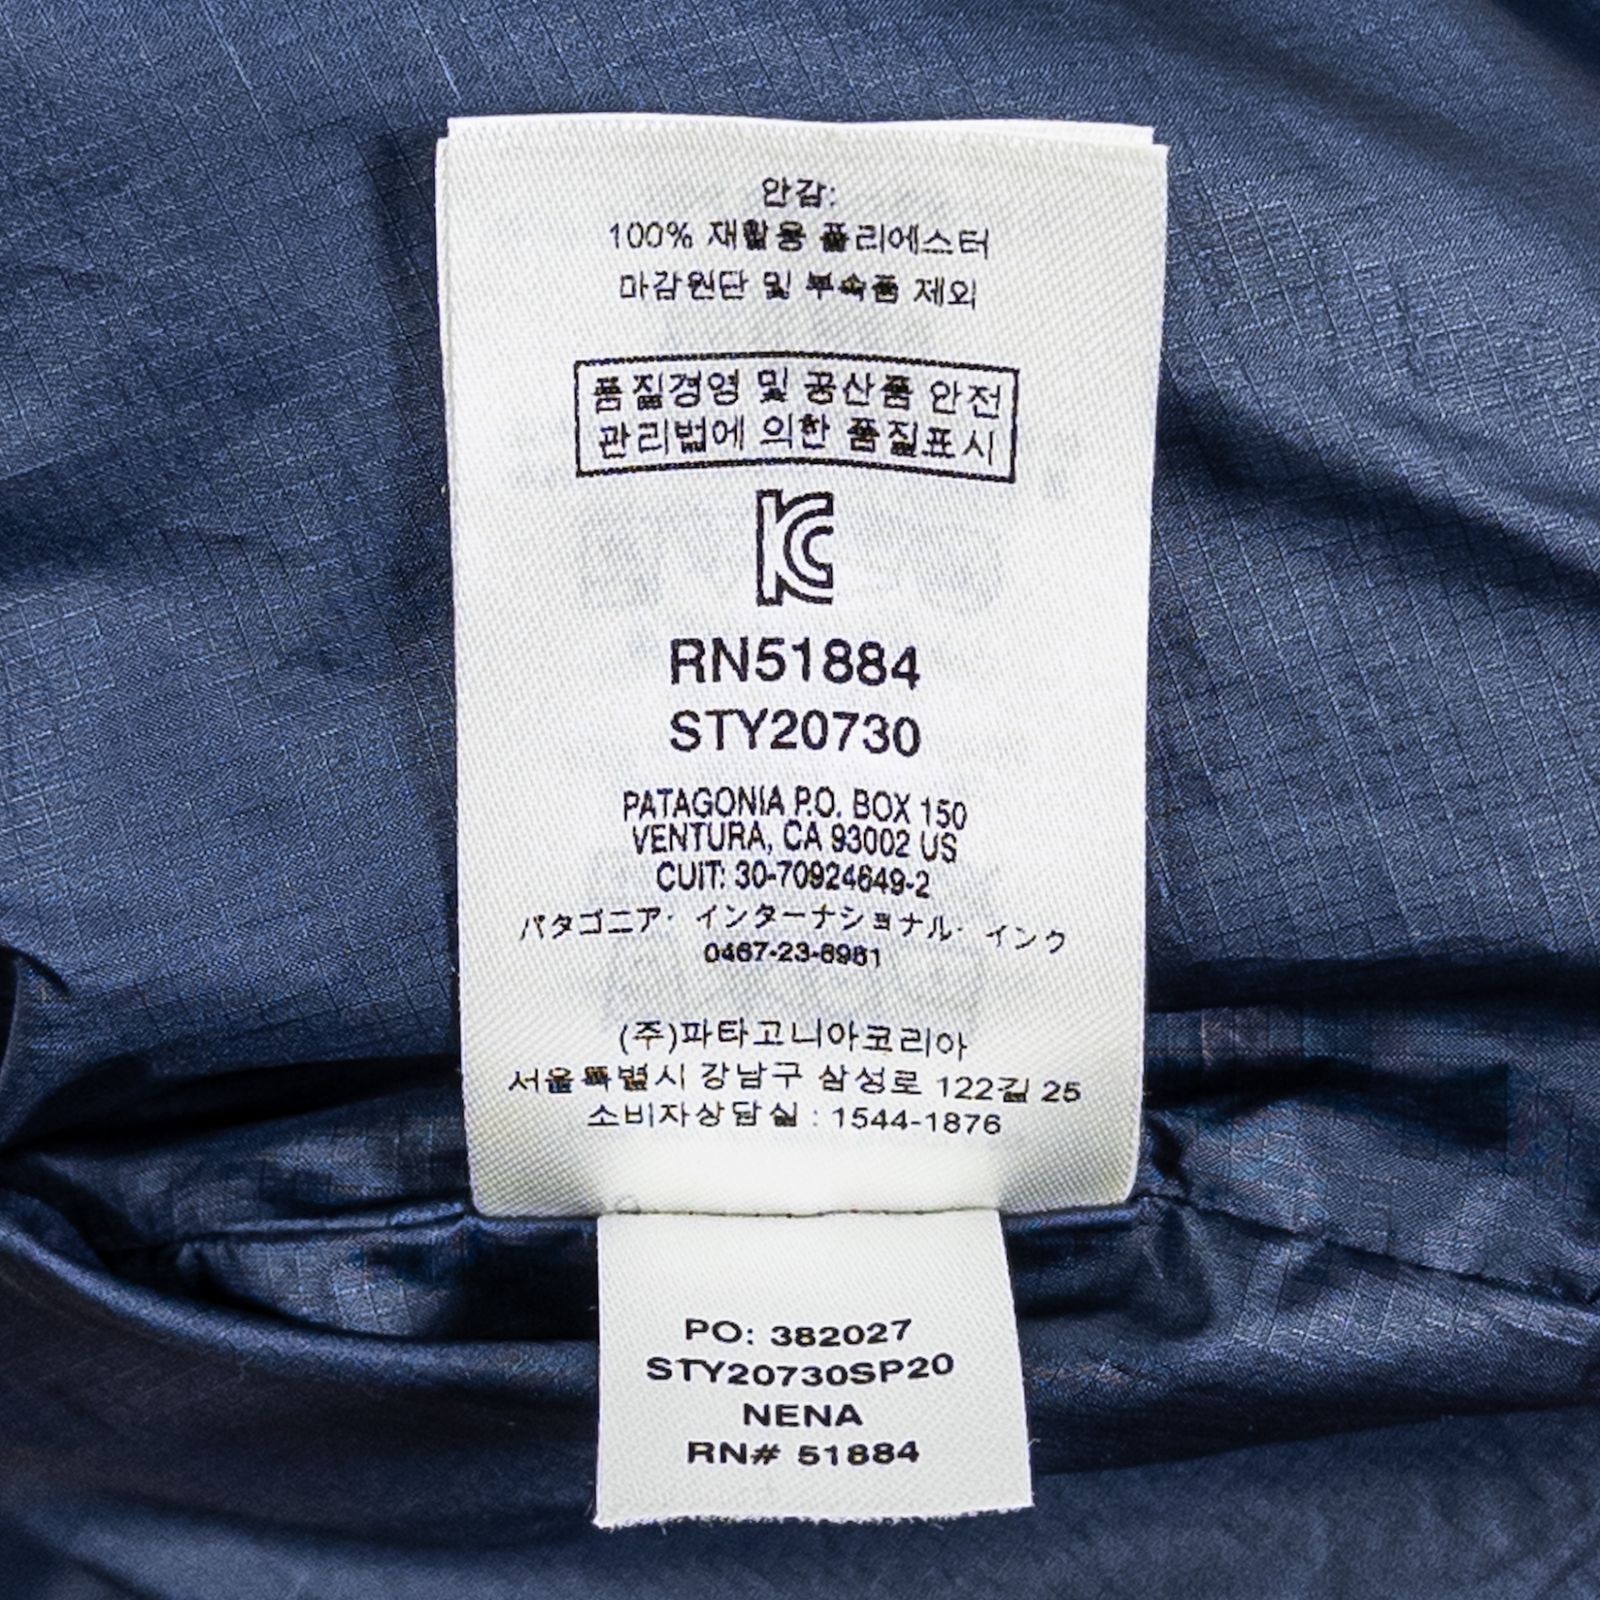 안감:
100% 재활용 폴리에스터
마감원단 및 부속품 제외
품질경영 및 공산품 안전
관리법에 의한 품질표시
KC
RN51884
STY20730
PATAGONIA P.O. BOX 150
VENTURA, CA 93002 US
CUIT: 30-70924649-2
パタゴニア・インターナショナル・インク
0467-23-8961
(주)파타고니아코리아
서울특별시 강남구 삼성로 122길 25
소비자상담실 : 1544-1876
PO: 382027
STY20730SP20
NENA
RN# 51884